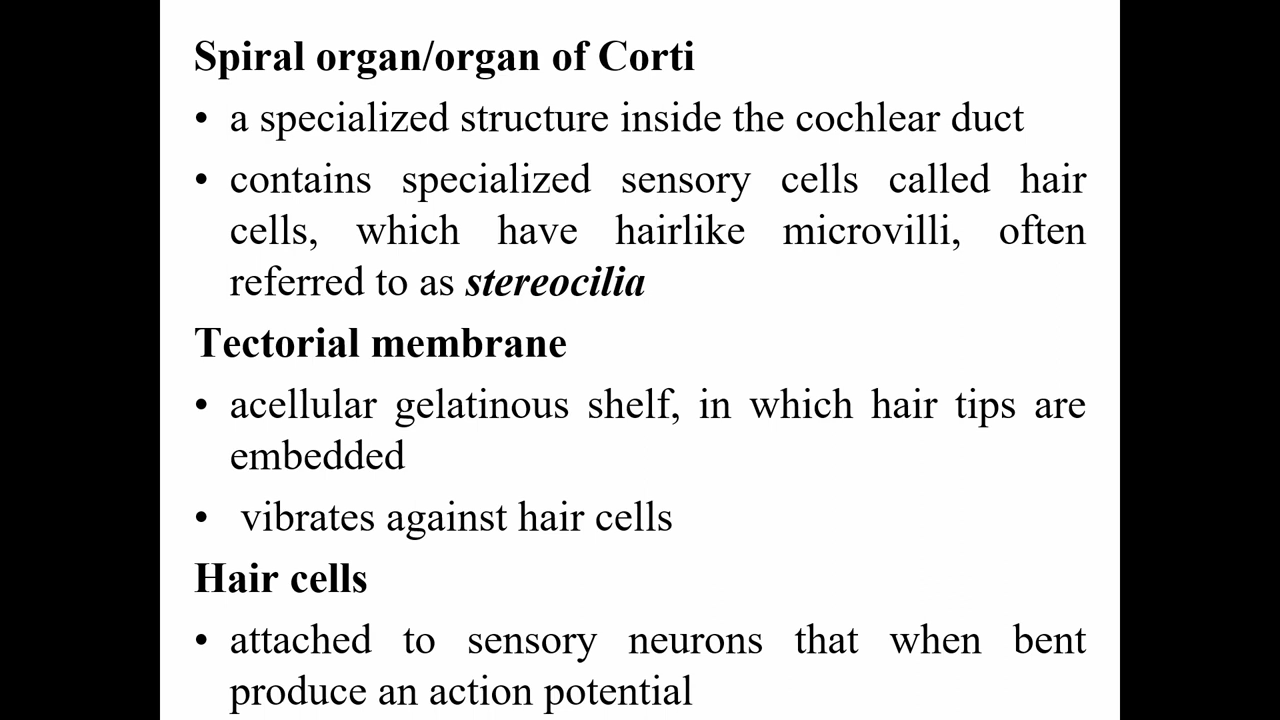 Spiral organ/organ of Corti
• a specialized structure inside the cochlear duct
• contains specialized sensory cells called hair
cells, which have hairlike microvilli, often
referred to as stereocilia
Tectorial membrane
• acellular gelatinous shelf, in which hair tips are
embedded
• vibrates against hair cells
Hair cells
• attached to sensory neurons that when bent
produce an action potential